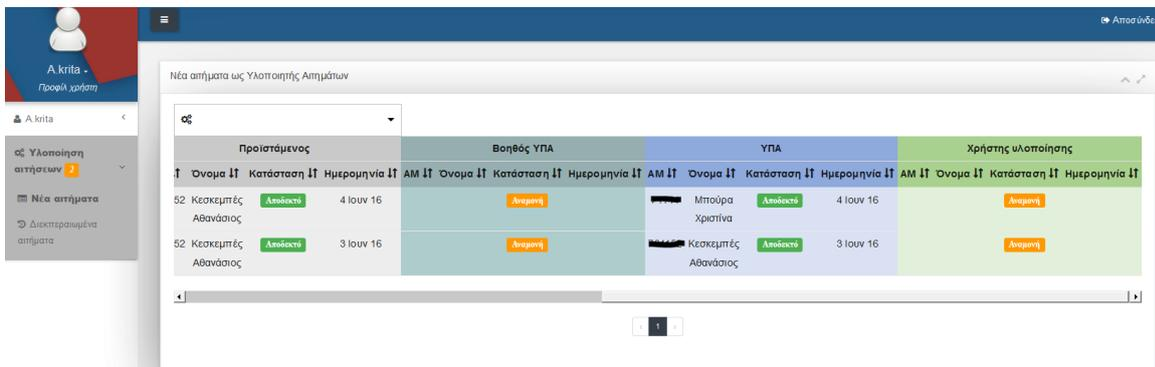 Αποσύνδε
A.krita
Προφίλ χρήστη
A.krita
Υλοποίηση
αιτήσεων 2
Νέα αιτήματα
Διεκπεραιωμένα
αιτήματα
Νέα αιτήματα ως Υλοποιητής Αιτημάτων
Προϊστάμενος Βοηθός ΥΠΑ ΥΠΑ Χρήστης υλοποίησης
Όνομα Κατάσταση Ημερομηνία ΑΜ Όνομα Κατάσταση Ημερομηνία ΑΜ Όνομα Κατάσταση Ημερομηνία ΑΜ Όνομα Κατάσταση Ημερομηνία
52 Κεσκεμπές Αποδεκτό 4 Ιουν 16 Αναμονή Μπούρα Αποδεκτό 4 Ιουν 16 Αναμονή
Αθανάσιος Χριστίνα
52 Κεσκεμπές Αποδεκτό 3 Ιουν 16 Αναμονή Κεσκεμπές Αποδεκτό 3 Ιουν 16 Αναμονή
Αθανάσιος Αθανάσιος
1